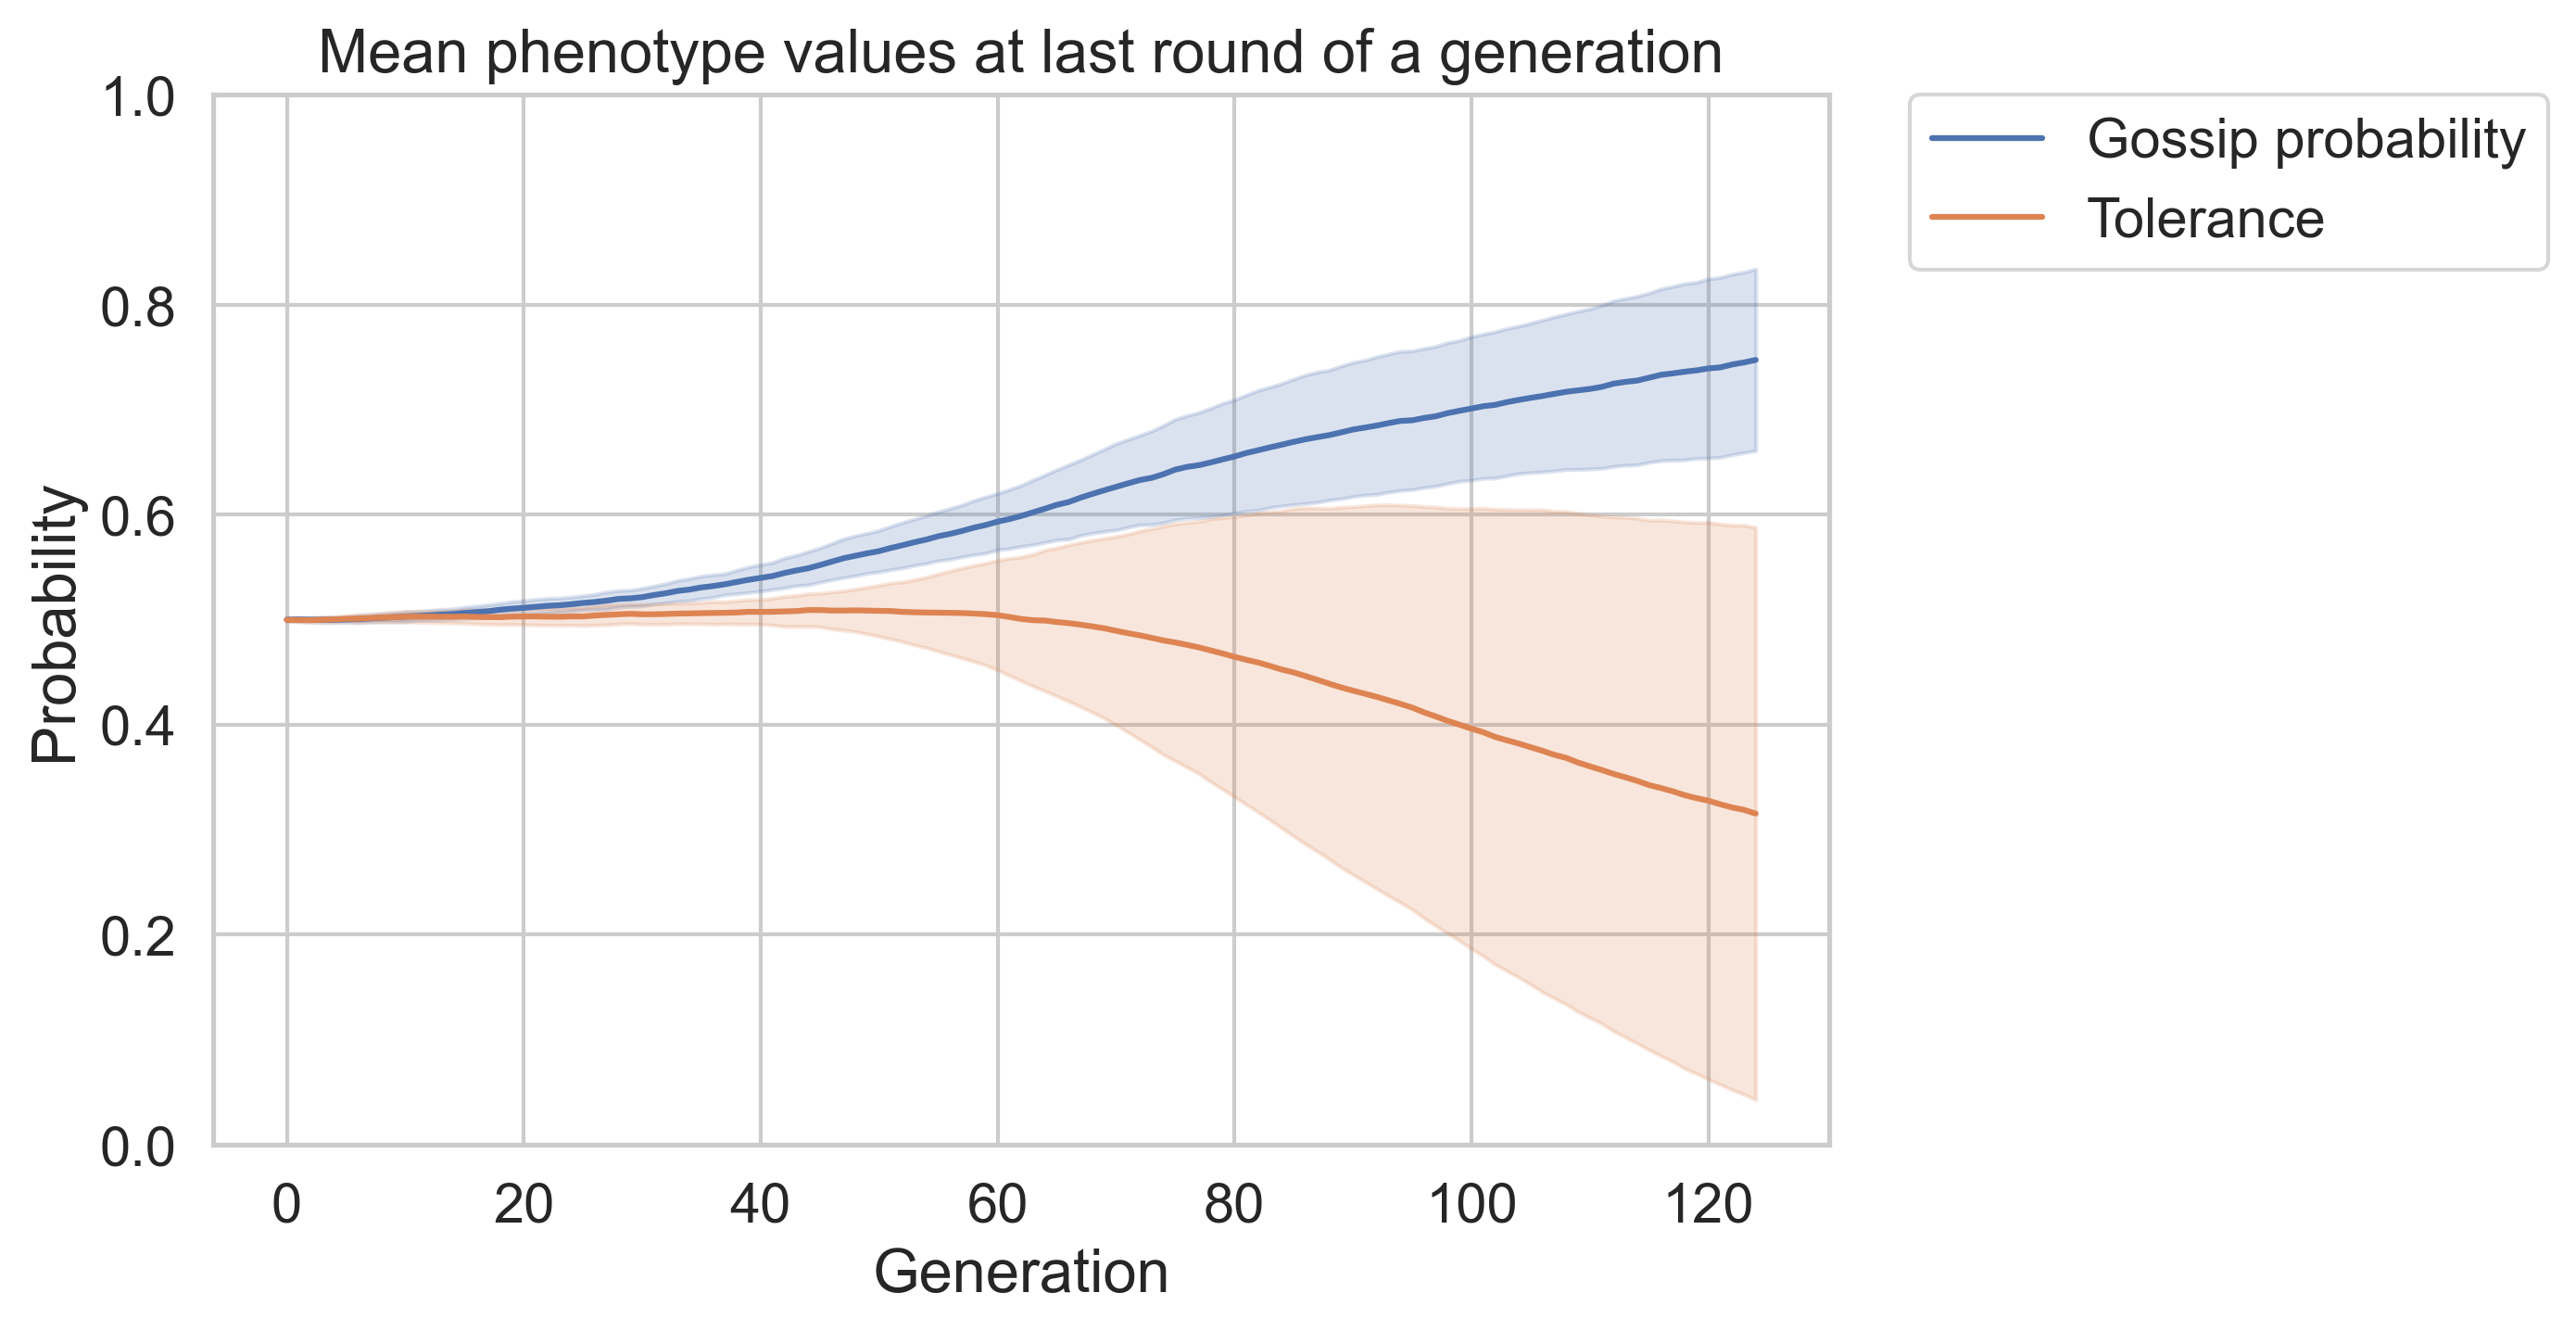 Mean phenotype values at last round of a generation
1.0
0.8
0.6
0.4
0.2
0.0
Probability
0 20 40 60 80 100 120
Generation
Gossip probability
Tolerance